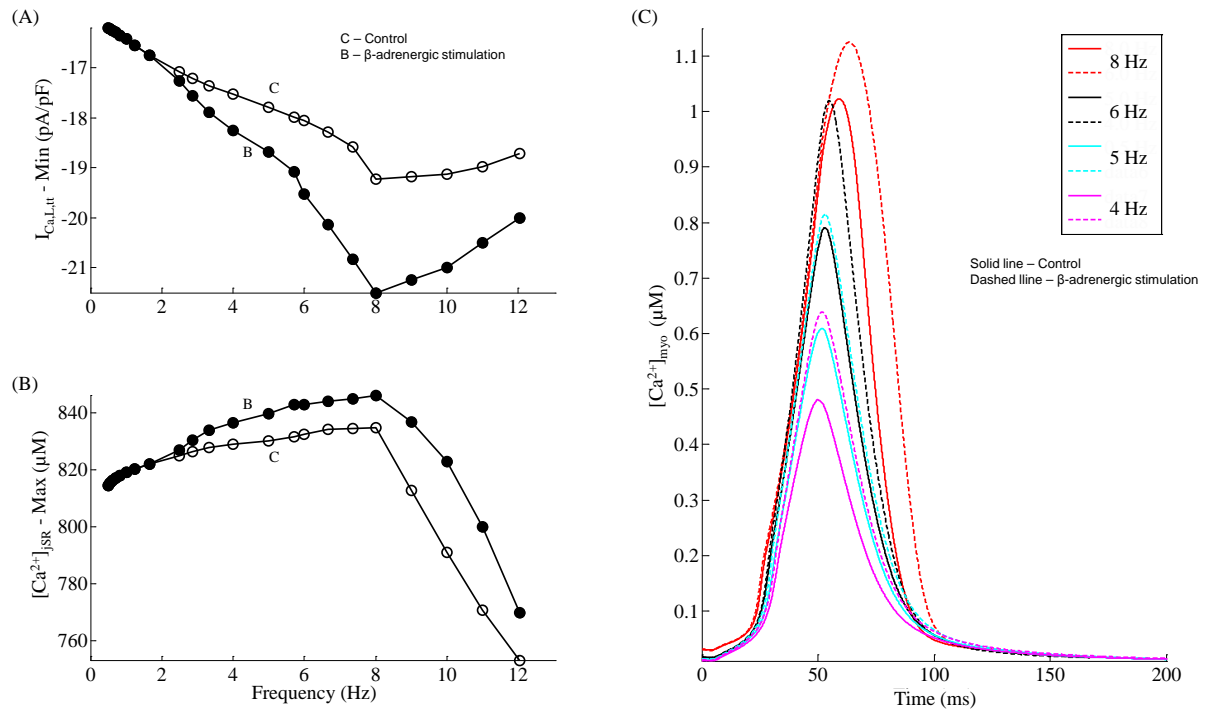 (A)
C – Control
B – β-adrenergic stimulation
-17
-18
-19
-20
-21
I_Ca,L,tt - Min (pA/pF)
C
B
0 2 4 6 8 10 12
(B)
840
820
800
780
760
[Ca²⁺]_jSR - Max (μM)
B
C
0 2 4 6 8 10 12
Frequency (Hz)
(C)
1.1
1
0.9
0.8
0.7
0.6
0.5
0.4
0.3
0.2
0.1
[Ca²⁺]_myo (μM)
8 Hz
6 Hz
5 Hz
4 Hz
Solid line – Control
Dashed lline – β-adrenergic stimulation
0 50 100 150 200
Time (ms)